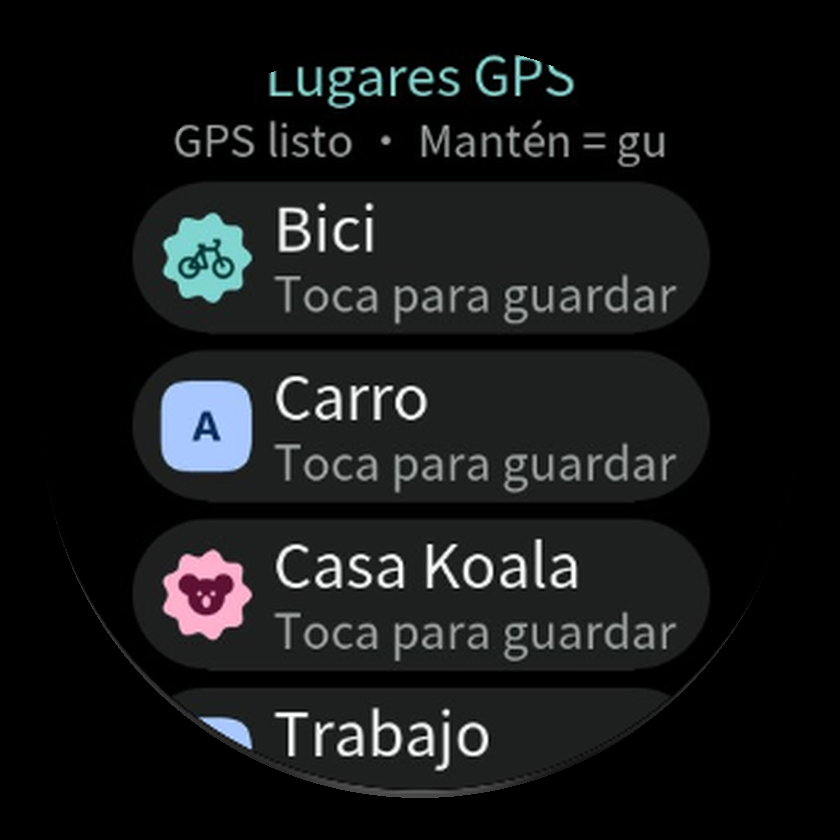 Lugares GPS
GPS listo • Mantén = gu
Bici
Toca para guardar
A
Carro
Toca para guardar
Casa Koala
Toca para guardar
Trabajo